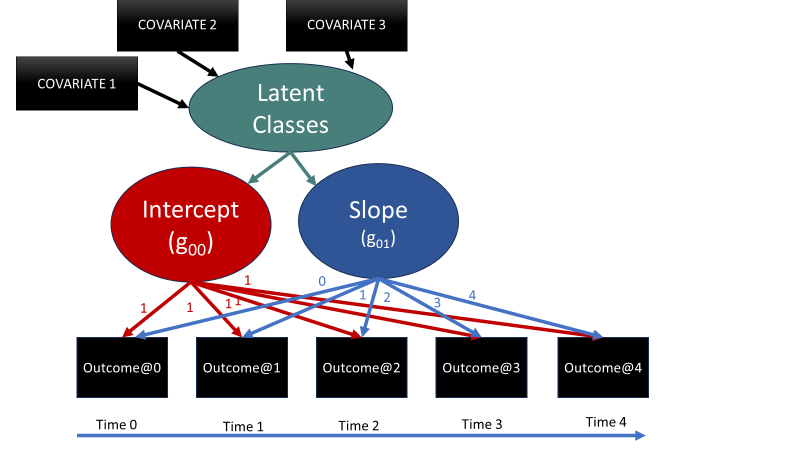 COVARIATE 2
COVARIATE 3
COVARIATE 1
Latent
Classes
Intercept
(g00)
Slope
(g01)
1
0
1
1
1
1
1
2
3
4
Outcome@0
Outcome@1
Outcome@2
Outcome@3
Outcome@4
Time 0
Time 1
Time 2
Time 3
Time 4